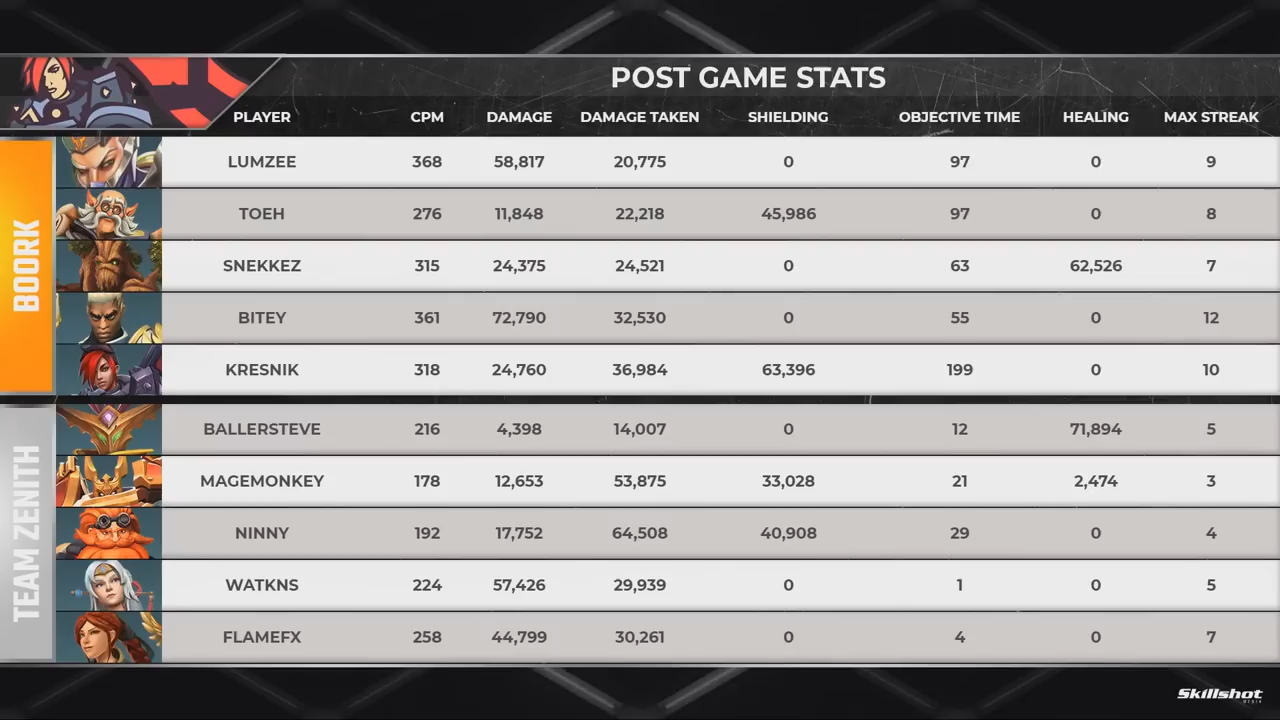 POST GAME STATS
PLAYER CPM DAMAGE DAMAGE TAKEN SHIELDING OBJECTIVE TIME HEALING MAX STREAK
BOORK
LUMZEE 368 58,817 20,775 0 97 0 9
TOEH 276 11,848 22,218 45,986 97 0 8
SNEKKEZ 315 24,375 24,521 0 63 62,526 7
BITEY 361 72,790 32,530 0 55 0 12
KRESNIK 318 24,760 36,984 63,396 199 0 10
TEAM ZENITH
BALLERSTEVE 216 4,398 14,007 0 12 71,894 5
MAGEMONKEY 178 12,653 53,875 33,028 21 2,474 3
NINNY 192 17,752 64,508 40,908 29 0 4
WATKNS 224 57,426 29,939 0 1 0 5
FLAMEFX 258 44,799 30,261 0 4 0 7
Skillshot
MEDIA